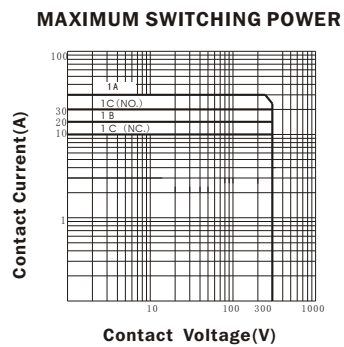 MAXIMUM SWITCHING POWER
100
1A
1C(NO.)
30
1B
20
1C (NC.)
10
1
10 100 300 1000
Contact Current(A)
Contact Voltage(V)